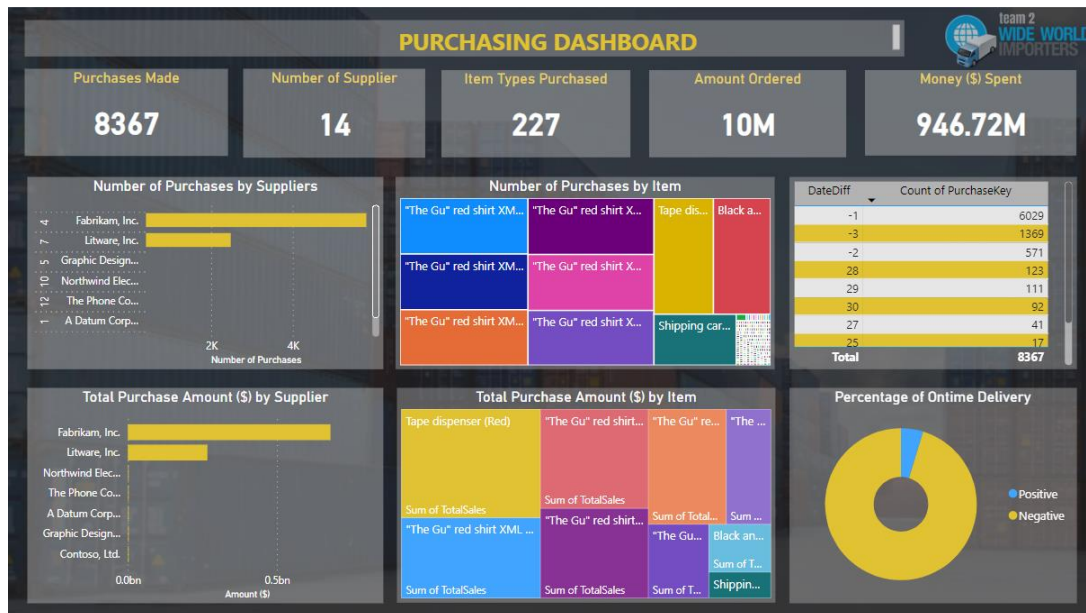 PURCHASING DASHBOARD
team 2
WIDE WORLD
IMPORTERS
Purchases Made
8367
Number of Supplier
14
Item Types Purchased
227
Amount Ordered
10M
Money ($) Spent
946.72M
Number of Purchases by Suppliers
4 Fabrikam, Inc.
7 Litware, Inc.
5 Graphic Design...
10 Northwind Elec...
12 The Phone Co...
1 A Datum Corp...
2K 4K
Number of Purchases
Number of Purchases by Item
"The Gu" red shirt XM...
"The Gu" red shirt X...
Tape dis...
Black a...
"The Gu" red shirt XM...
"The Gu" red shirt X...
"The Gu" red shirt XM...
"The Gu" red shirt X...
Shipping car...
DateDiff Count of PurchaseKey
-1 6029
-3 1369
-2 571
28 123
29 111
30 92
27 41
25 17
Total 8367
Total Purchase Amount ($) by Supplier
Fabrikam, Inc.
Litware, Inc.
Northwind Elec...
The Phone Co...
A Datum Corp...
Graphic Design...
Contoso, Ltd.
0.0bn 0.5bn
Amount ($)
Total Purchase Amount ($) by Item
Tape dispenser (Red)
Sum of TotalSales
"The Gu" red shirt XML ...
Sum of TotalSales
"The Gu" red shirt...
Sum of TotalSales
"The Gu" red shirt...
Sum of TotalSales
"The Gu" re...
Sum of Total...
"The ...
Sum ...
"The Gu...
Sum of T...
Black an...
Sum of T...
Shippin...
Percentage of Ontime Delivery
Positive
Negative